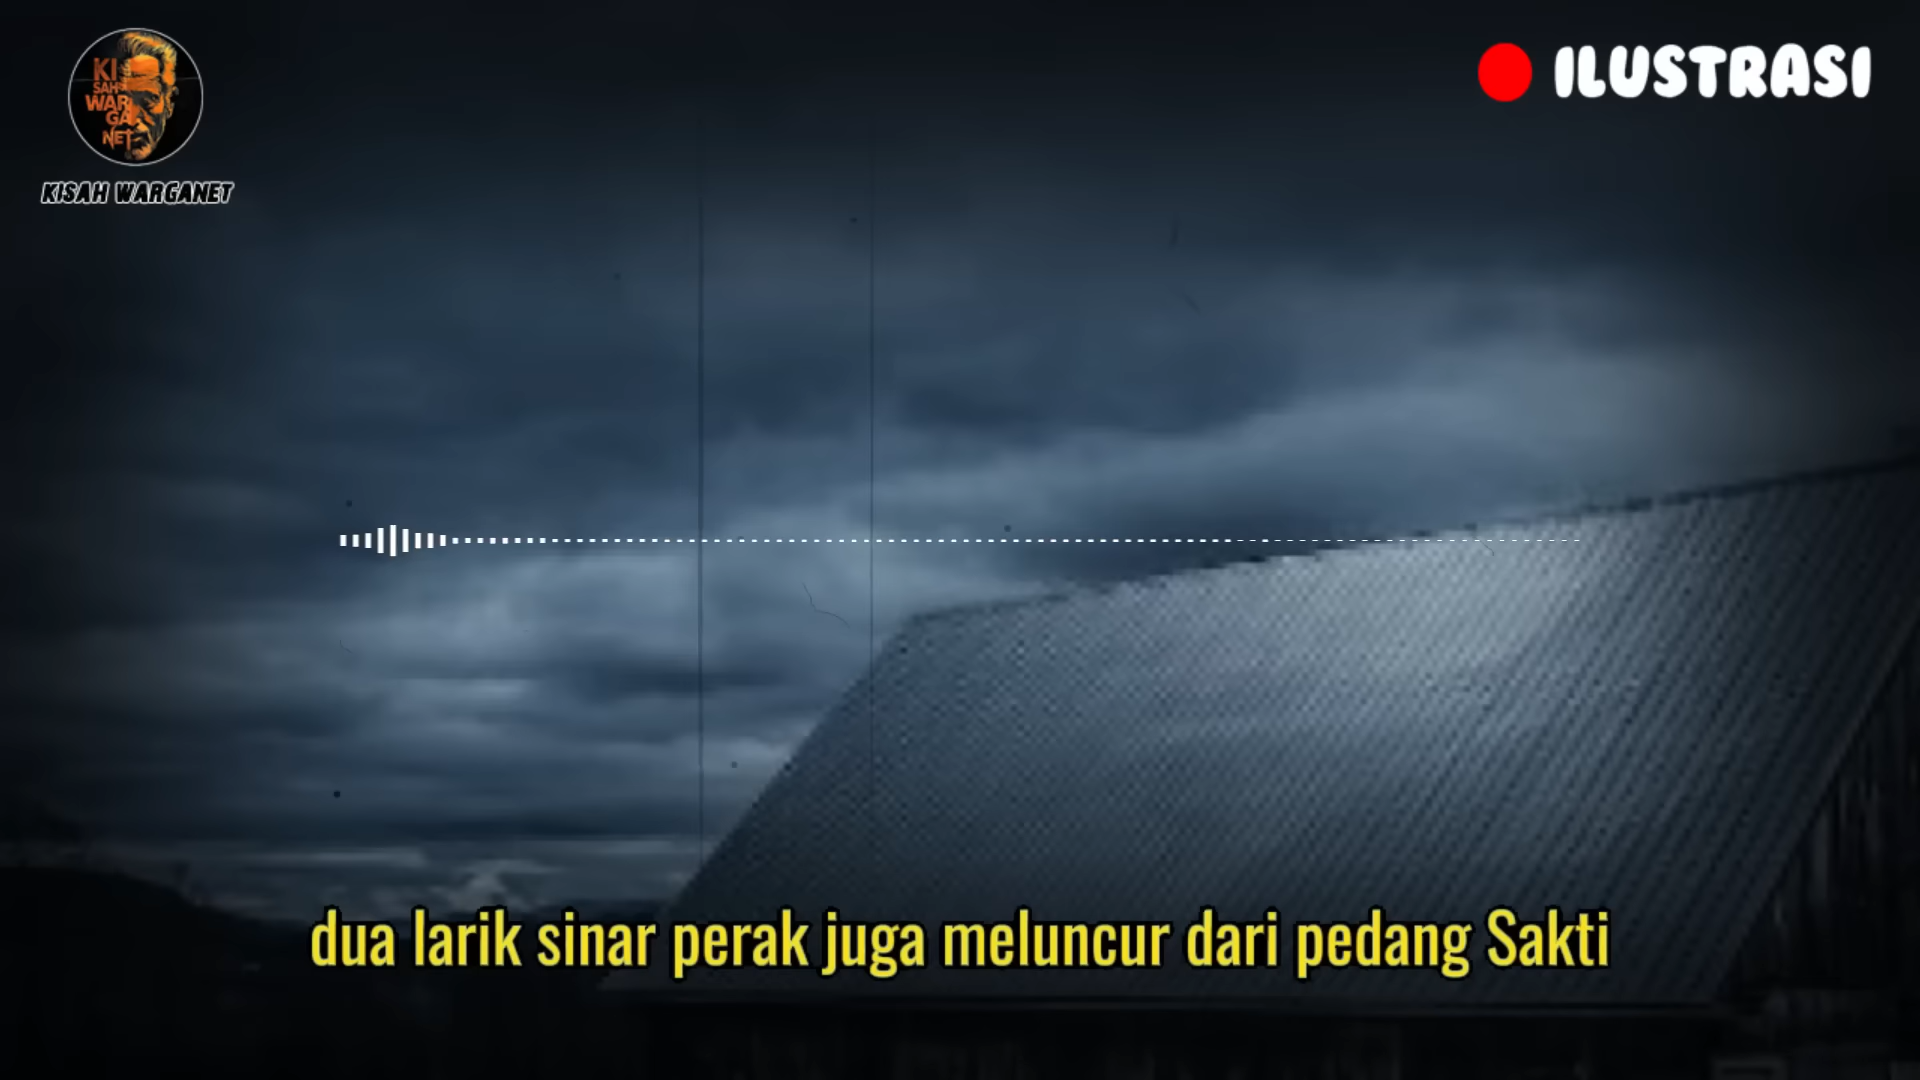 KI
SAH
WAR
GA
NET
KISAH WARGANET
ILUSTRASI
dua larik sinar perak juga meluncur dari pedang Sakti